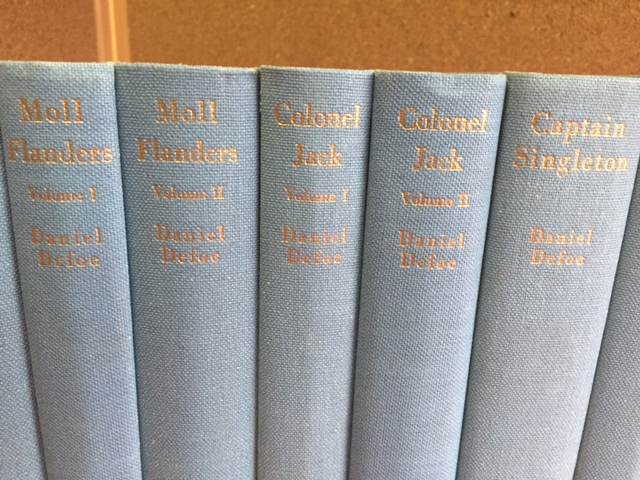 Moll
Flanders
Volume I
Daniel
Defoe
Moll
Flanders
Volume II
Daniel
Defoe
Colonel
Jack
Volume I
Daniel
Defoe
Colonel
Jack
Volume II
Daniel
Defoe
Captain
Singleton
Daniel
Defoe